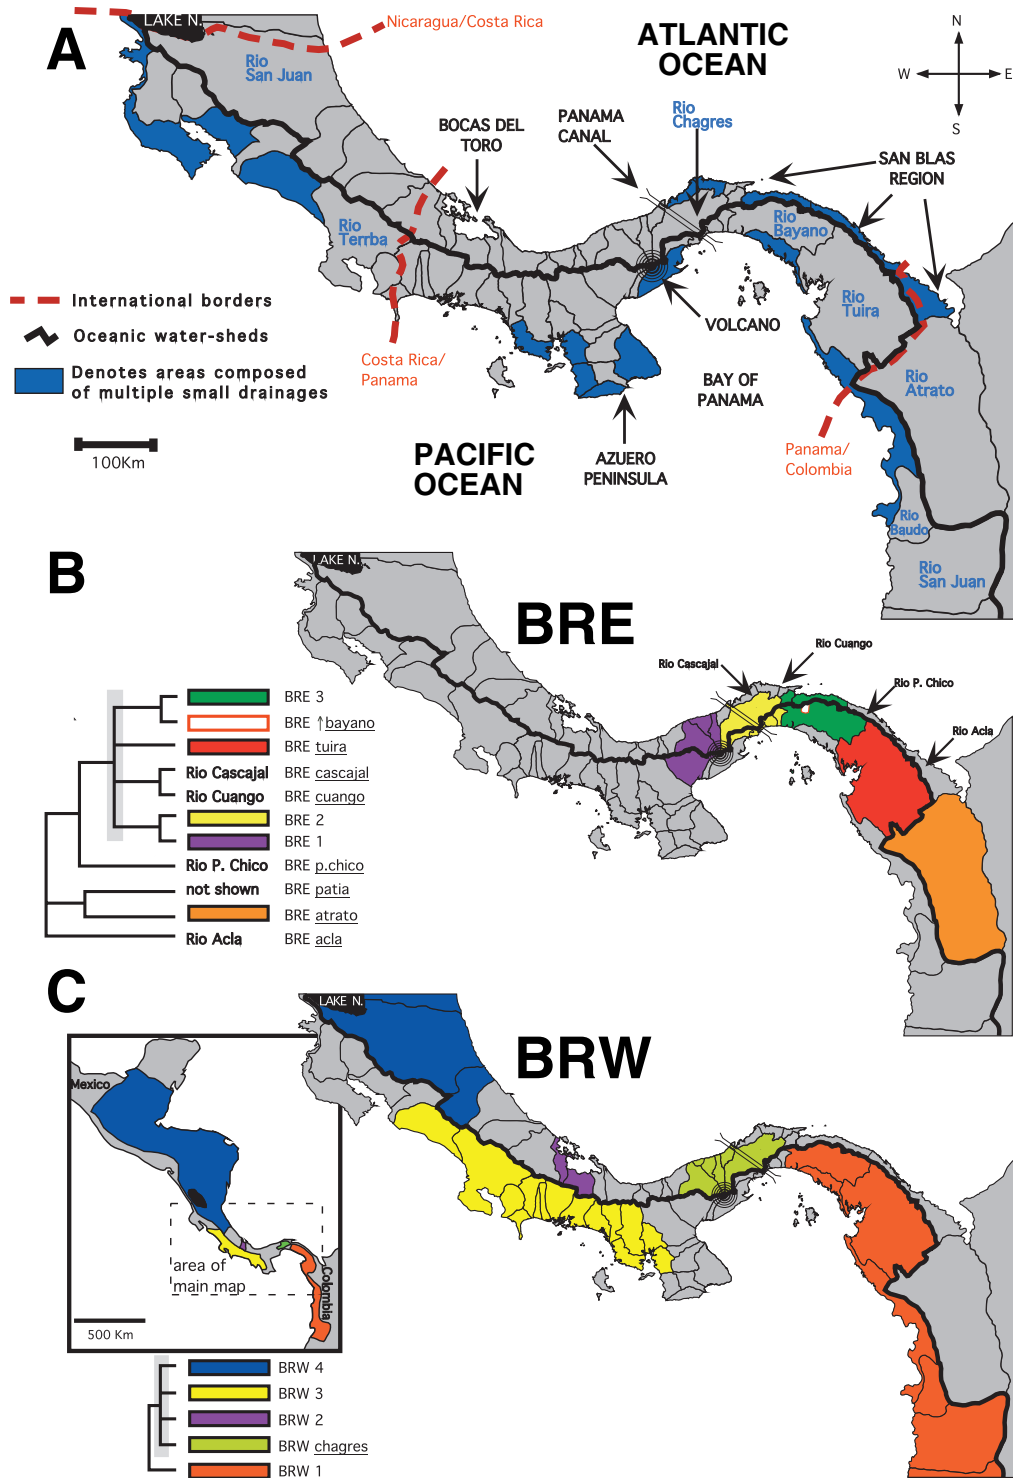 A
LAKE N.
Nicaragua/Costa Rica
ATLANTIC
OCEAN
N
W
E
S
Rio
San Juan
BOCAS DEL
TORO
PANAMA
CANAL
Rio
Chagres
SAN BLAS
REGION
Rio
Terrba
Rio
Bayano
Rio
Tuira
International borders
Oceanic water-sheds
Denotes areas composed
of multiple small drainages
100Km
Costa Rica/
Panama
VOLCANO
BAY OF
PANAMA
Rio
Atrato
PACIFIC
OCEAN
AZUERO
PENINSULA
Panama/
Colombia
Rio
Baudo
Rio
San Juan
B
LAKE N.
BRE
Rio Cuango
Rio Cascajal
Rio P. Chico
Rio Acla
BRE 3
BRE ↑bayano
BRE tuira
Rio Cascajal BRE cascajal
Rio Cuango BRE cuango
BRE 2
BRE 1
Rio P. Chico BRE p.chico
not shown BRE patia
BRE atrato
Rio Acla BRE acla
C
LAKE N.
BRW
Mexico
area of
main map
Colombia
500 Km
BRW 4
BRW 3
BRW 2
BRW chagres
BRW 1